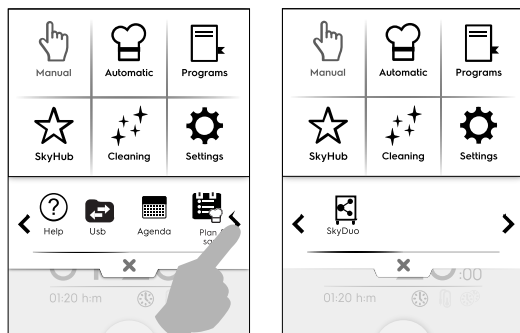 Manual Automatic Programs
SkyHub Cleaning Settings
Help Usb Agenda Plan
01:20 h:m
Manual Automatic Programs
SkyHub Cleaning Settings
SkyDuo
:00
01:20 h:m